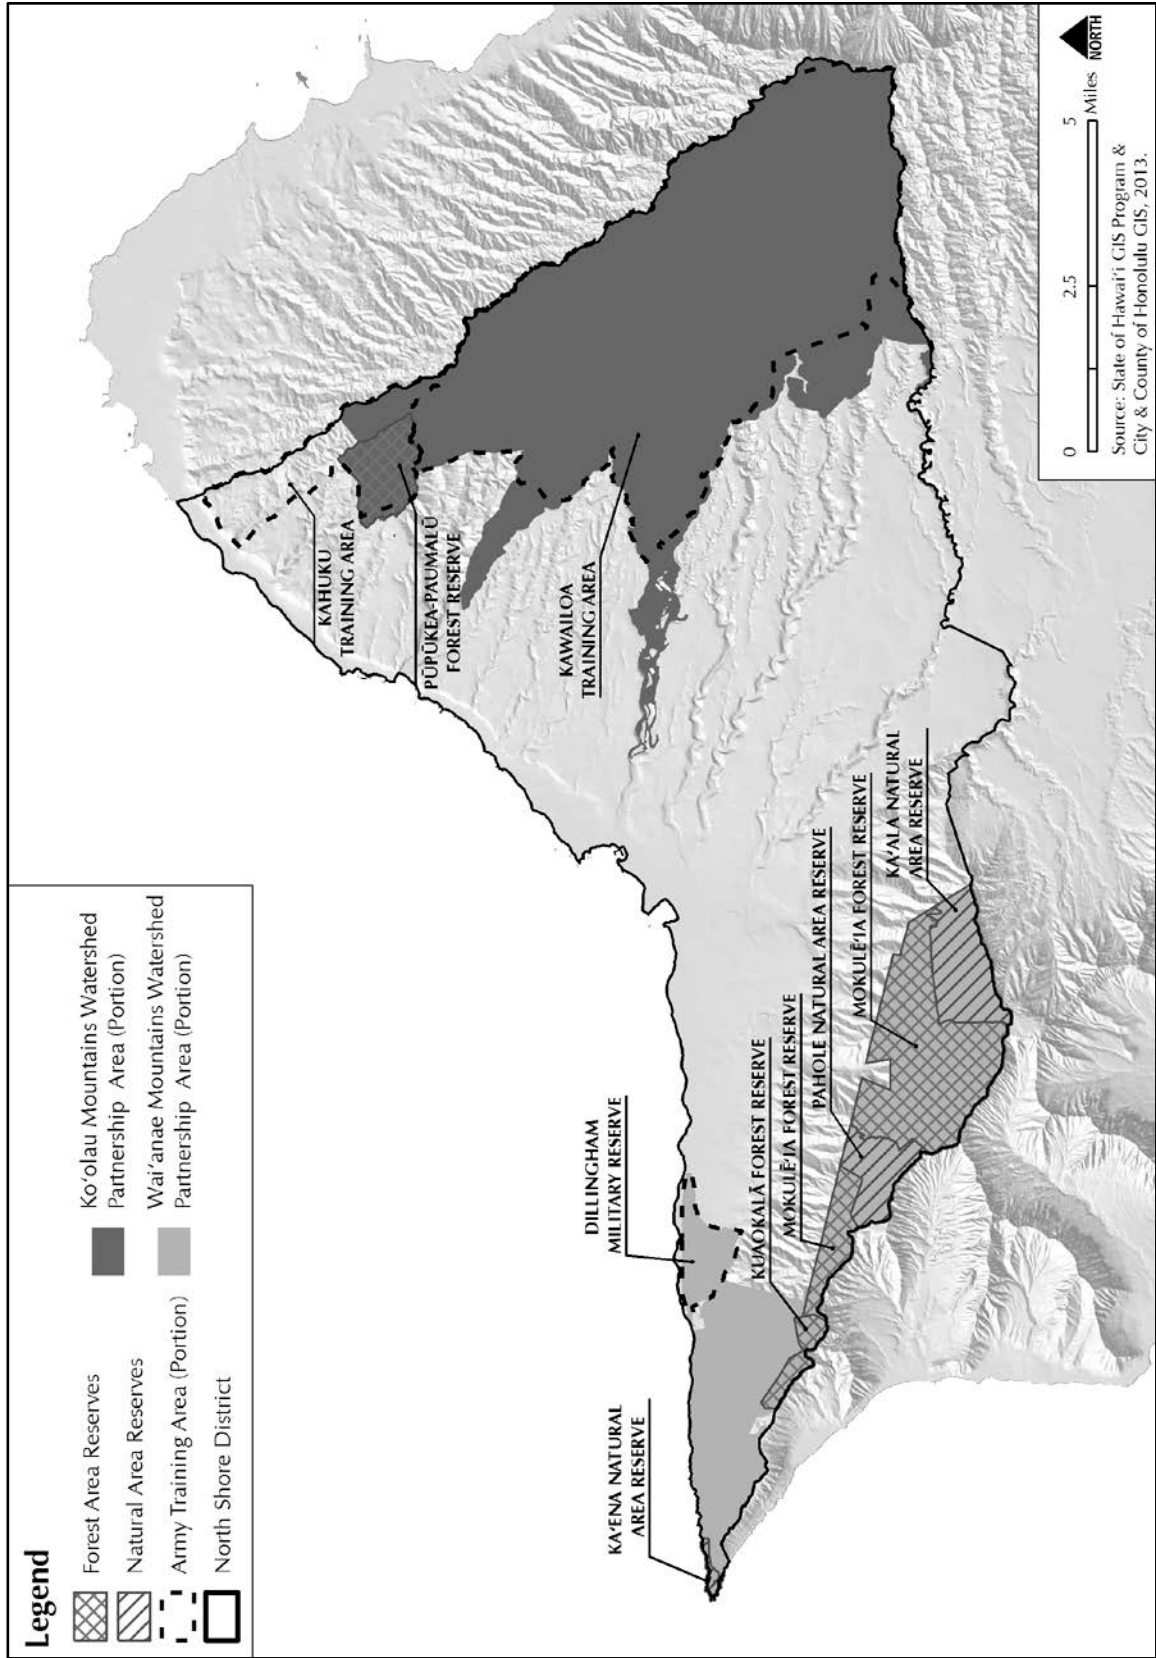 Legend
Forest Area Reserves
Natural Area Reserves
Army Training Area (Portion)
North Shore District
Koʻolau Mountains Watershed
Partnership Area (Portion)
Waiʻanae Mountains Watershed
Partnership Area (Portion)
KAʻENA NATURAL
AREA RESERVE
DILLINGHAM
MILITARY RESERVE
KUAOKALĀ FOREST RESERVE
MOKULĒʻIA FOREST RESERVE
PAHOLE NATURAL AREA RESERVE
MOKULĒʻIA FOREST RESERVE
KAʻALA NATURAL
AREA RESERVE
KAHUKU
TRAINING AREA
PŪPŪKEA-PAUMALŪ
FOREST RESERVE
KAWAILOA
TRAINING AREA
0 2.5 5
Miles
NORTH
Source: State of Hawaiʻi GIS Program &
City & County of Honolulu GIS, 2013.